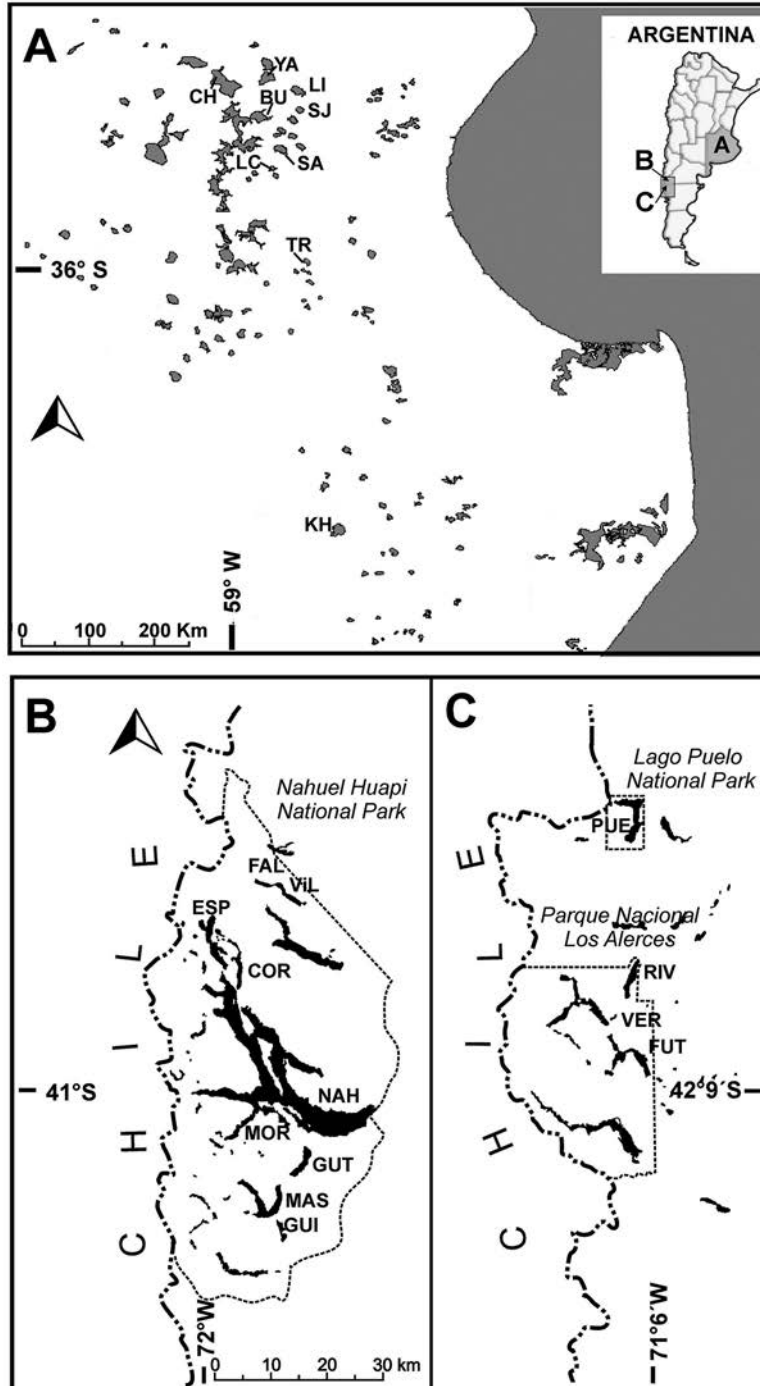 A
YA
CH
LI
BU
SJ
LC
SA
TR
36° S
KH
59° W
0 100 200 Km
ARGENTINA
A
B
C
B
Nahuel Huapi
National Park
FAL
ViL
ESP
COR
41°S
NAH
MOR
GUT
MAS
GUI
C H I L E
72°W
0 10 20 30 km
C
Lago Puelo
National Park
PUE
Parque Nacional
Los Alerces
RIV
VER
FUT
42°9´S
C H I L E
71°6´W